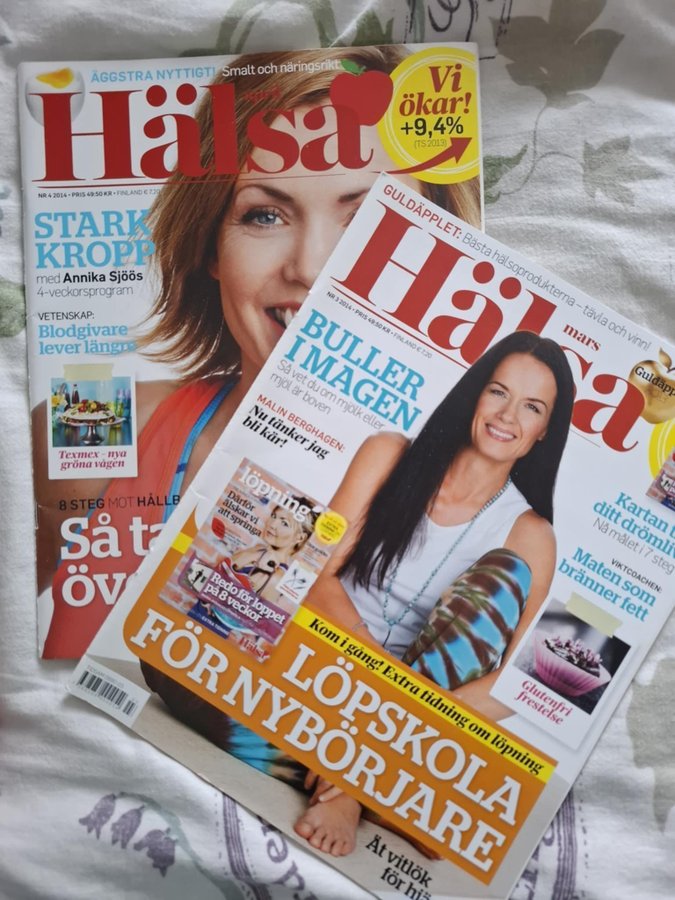 ÄGGSTRA NYTTIGT! Smalt och näringsrikt
Hälsa
Vi
ökar!
+9,4%
(TS 2013)
NR 4 2014 • PRIS 49:50 KR • FINLAND € 7,20
STARK
KROPP
med Annika Sjöös
4-veckorsprogram
VETENSKAP:
Blodgivare
lever längre
Texmex – nya
gröna vågen
8 STEG MOT HÅLLB
Så ta
öve
GULDÄPPLET: Bästa hälsoprodukterna – tävla och vinn!
Hälsa
mars
NR 3 2014 • PRIS 49:50 KR • FINLAND € 7,20
Guldäpp
BULLER
I MAGEN
Så vet du om mjölk eller
mjöl är boven
MALIN BERGHAGEN:
Nu tänker jag
bli kär!
löpning
Därför
älskar vi
att springa
Redo för loppet
på 8 veckor
Kartan
ditt drömli
Nå målet i 7 steg
VIKTCOACHEN:
Maten som
bränner fett
Glutenfri
frestelse
Kom i gång! Extra tidning om löpning
LÖPSKOLA
FÖR NYBÖRJARE
Ät vitlök
för